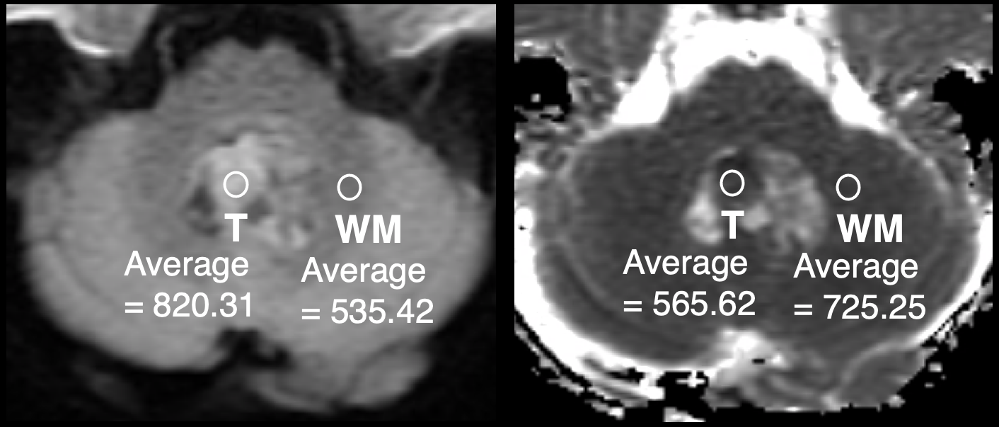 T
WM
Average
= 820.31
Average
= 535.42
T
WM
Average
= 565.62
Average
= 725.25